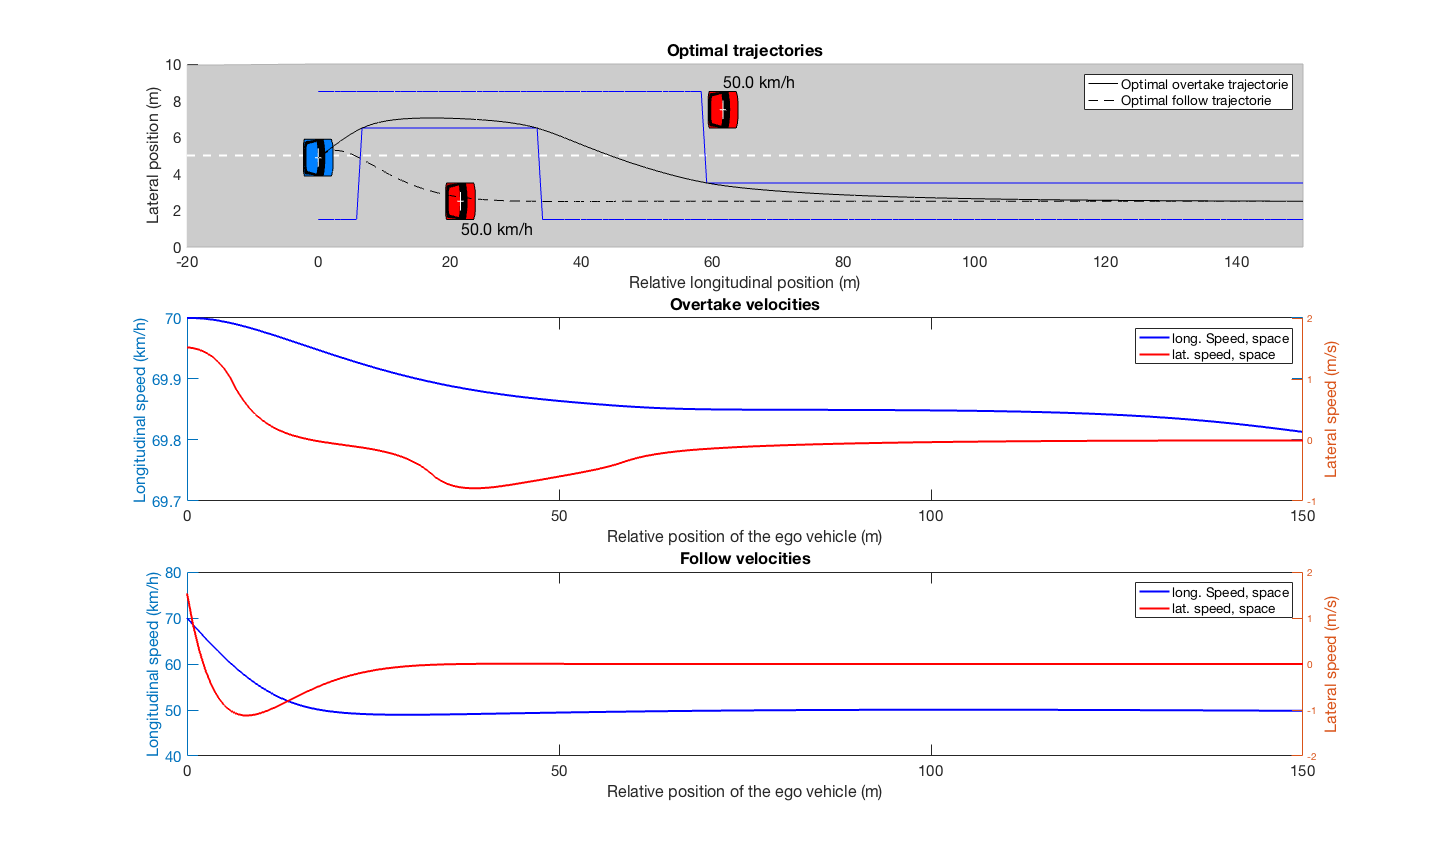 Optimal trajectories
10
8
6
4
2
0
Lateral position (m)
50.0 km/h
50.0 km/h
Optimal overtake trajectorie
Optimal follow trajectorie
-20 0 20 40 60 80 100 120 140
Relative longitudinal position (m)
Overtake velocities
70
69.9
69.8
69.7
Longitudinal speed (km/h)
long. Speed, space
lat. speed, space
2
1
0
-1
Lateral speed (m/s)
0 50 100 150
Relative position of the ego vehicle (m)
Follow velocities
80
70
60
50
40
Longitudinal speed (km/h)
long. Speed, space
lat. speed, space
2
1
0
-1
-2
Lateral speed (m/s)
0 50 100 150
Relative position of the ego vehicle (m)